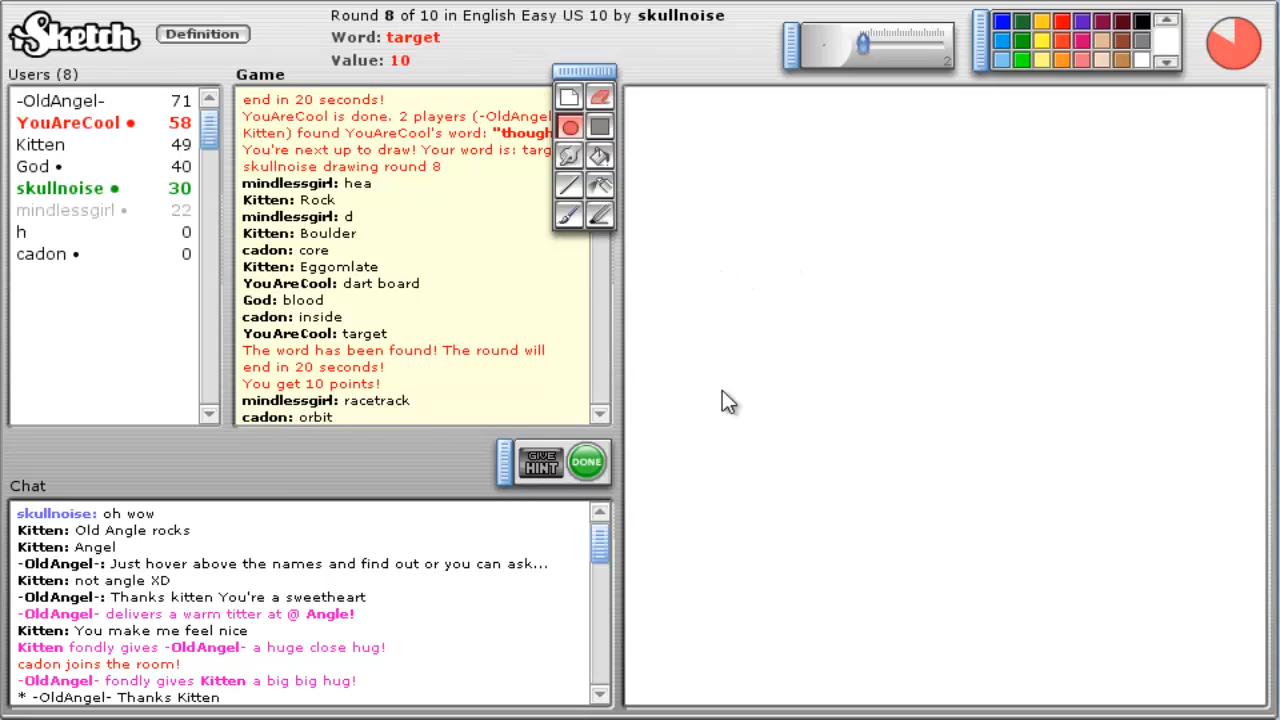 iSketch
Definition
Round 8 of 10 in English Easy US 10 by skullnoise
Word: target
Value: 10
2
Users (8)
-OldAngel- 71
YouAreCool • 58
Kitten 49
God • 40
skullnoise • 30
mindlessgirl • 22
h 0
cadon • 0
Game
end in 20 seconds!
YouAreCool is done. 2 players (-OldAngel
Kitten) found YouAreCool's word: "though
You're next up to draw! Your word is: targ
skullnoise drawing round 8
mindlessgirl: hea
Kitten: Rock
mindlessgirl: d
Kitten: Boulder
cadon: core
Kitten: Eggomlate
YouAreCool: dart board
God: blood
cadon: inside
YouAreCool: target
The word has been found! The round will
end in 20 seconds!
You get 10 points!
mindlessgirl: racetrack
cadon: orbit
GIVE
HINT
DONE
Chat
skullnoise: oh wow
Kitten: Old Angle rocks
Kitten: Angel
-OldAngel-: Just hover above the names and find out or you can ask...
Kitten: not angle XD
-OldAngel-: Thanks kitten You're a sweetheart
-OldAngel- delivers a warm titter at @ Angle!
Kitten: You make me feel nice
Kitten fondly gives -OldAngel- a huge close hug!
cadon joins the room!
-OldAngel- fondly gives Kitten a big big hug!
* -OldAngel- Thanks Kitten